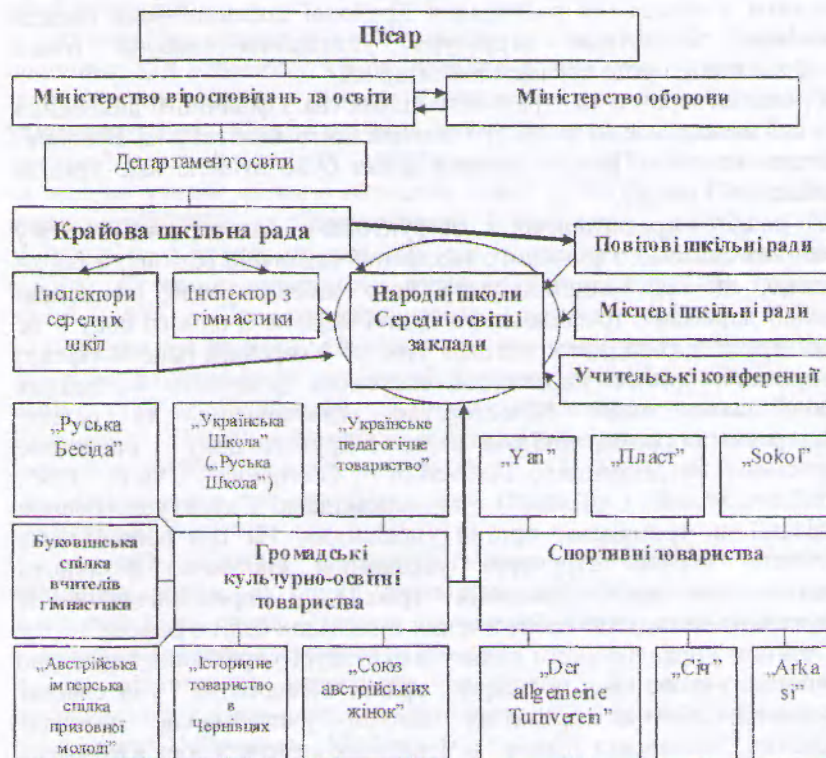 Пісар
Міністерство віросповідань та освіти
Міністерство оборони
Департамент освіти
Крайова шкільна рада
Повітові шкільні ради
Інспектори
середніх
шкіл
Інспектор з
гімнастики
Народні школи
Середні освітні
заклади
Місцеві шкільні ради
Учительські конференції
„Руська
Бесіда”
„Українська
Школа”
(„Руська
Школа”)
„Українське
педагогічне
товариство”
„Yan”
„Пласт”
„Sokoł”
Буковинська
спілка
вчителів
гімнастики
Громадські
культурно-освітні
товариства
Спортивні товариства
„Австрійська
імперська
спілка
призовної
молоді”
„Історичне
товариство
в
Чернівцях
„Союз
австрійських
жінок”
„Der
allgemeine
Turnverein”
„Січ”
„Arka
si”